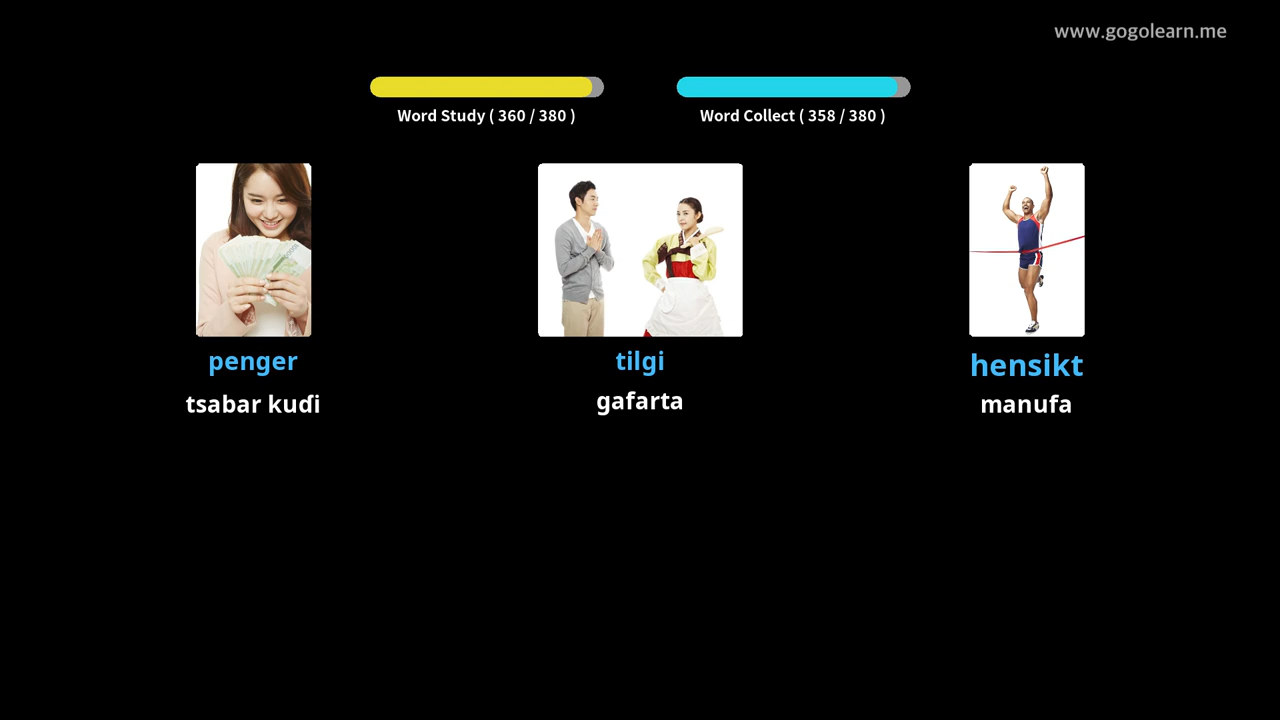 www.gogolearn.me
Word Study ( 360 / 380 )
Word Collect ( 358 / 380 )
penger
tilgi
hensikt
tsabar kuɗi
gafarta
manufa